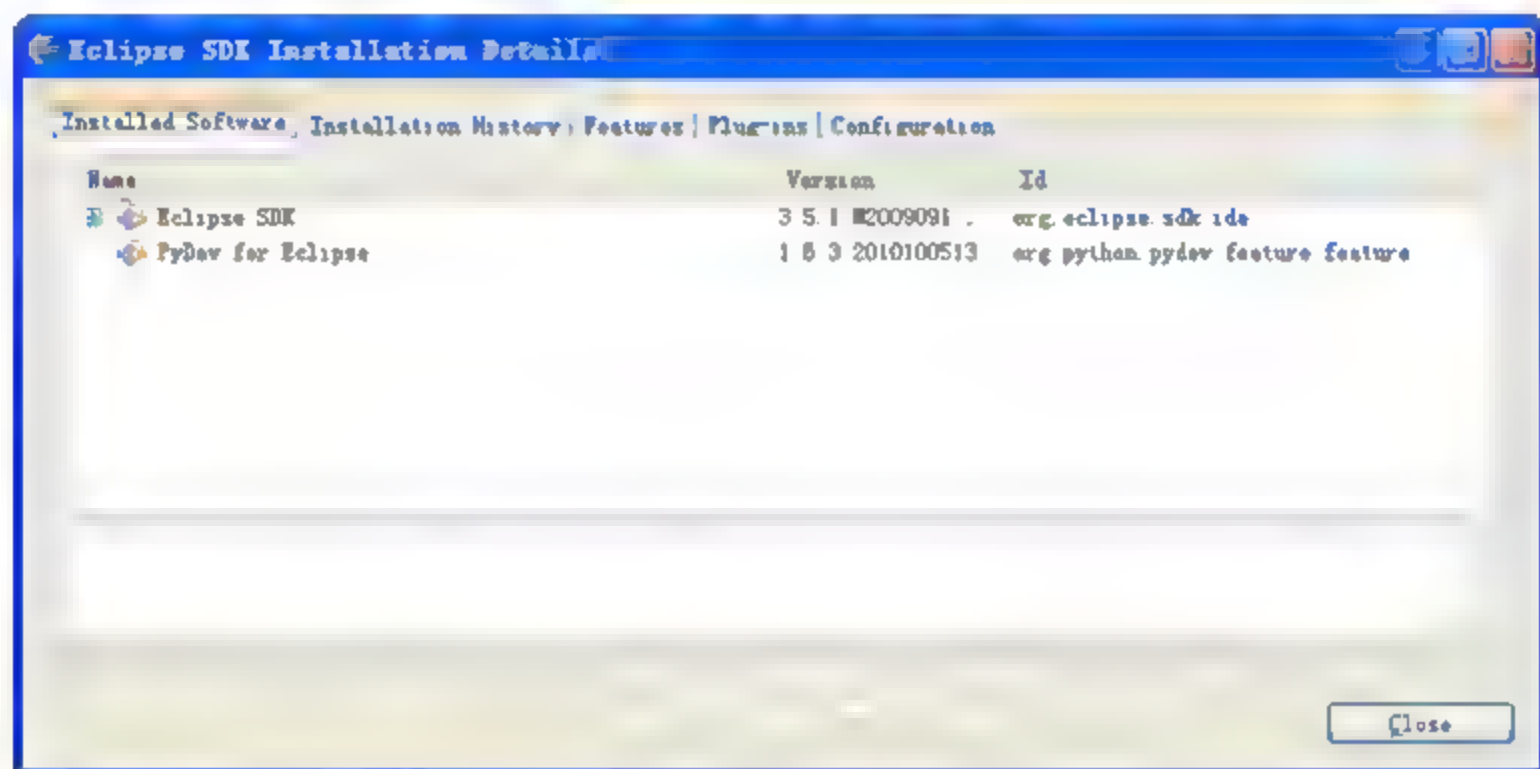 Eclipse SDK Installation Details
Installed Software Installation History Features Plug-ins Configuration
Name Version Id
Eclipse SDK 3.5.1 org.eclipse.sdk.ide
PyDev for Eclipse 2010100513 org.python.pydev.feature.feature
Close